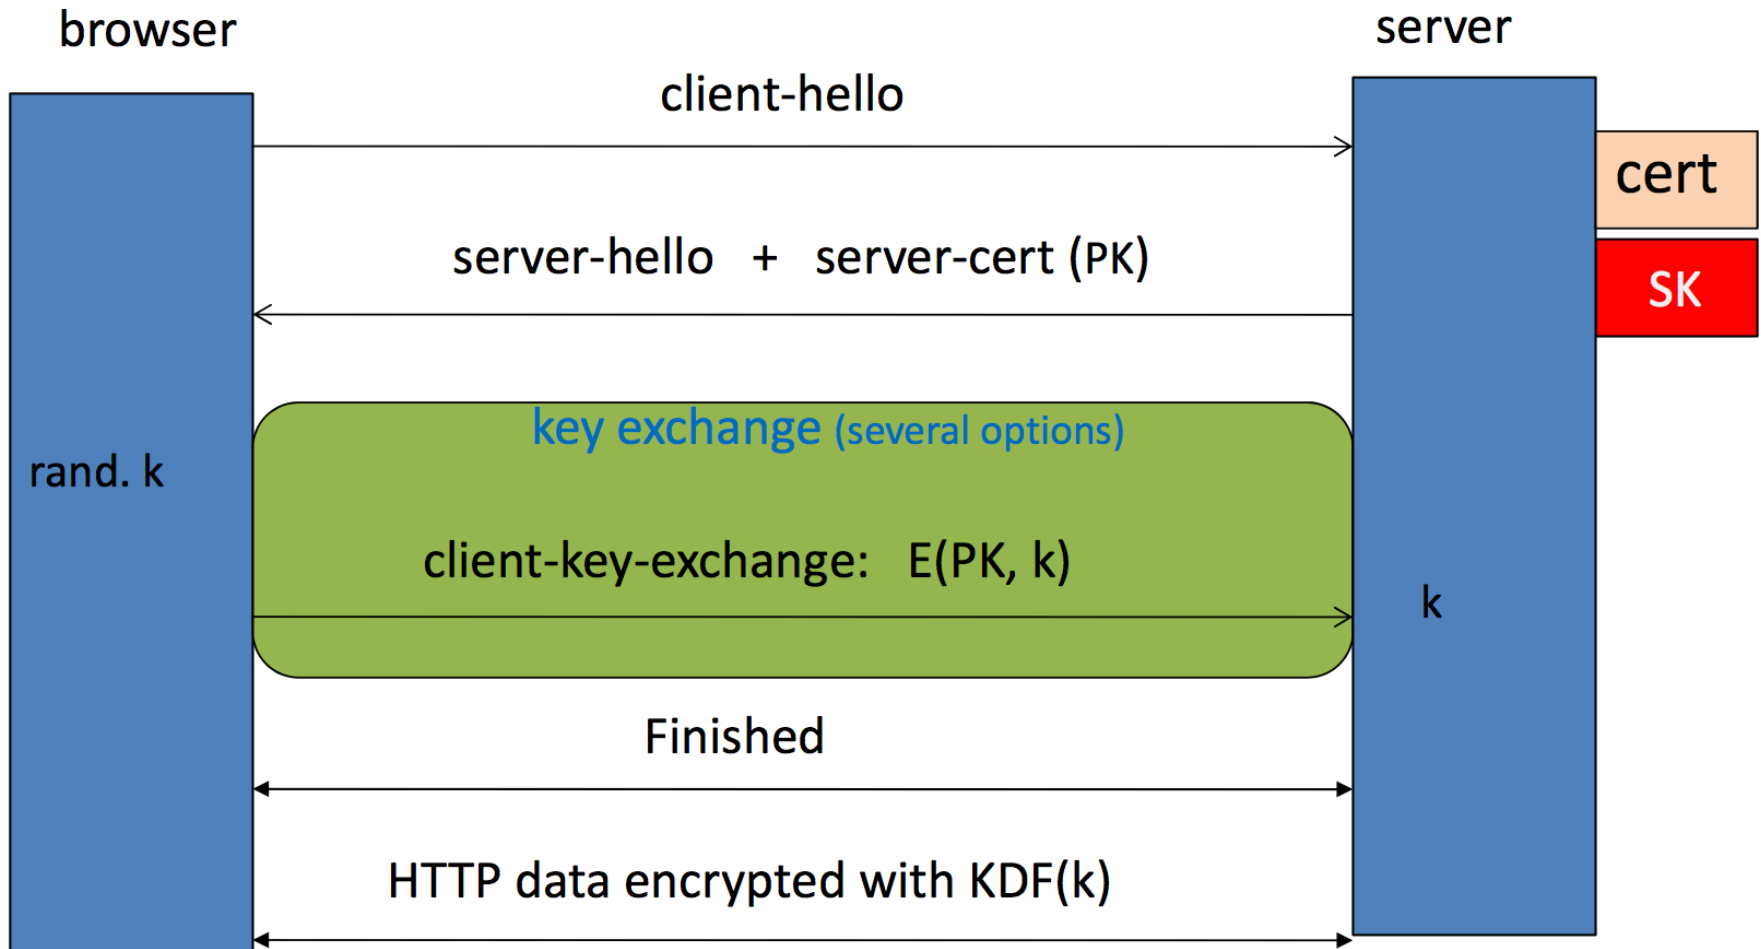 browser
server
client-hello
cert
server-hello + server-cert (PK)
SK
key exchange (several options)
rand. k
client-key-exchange: E(PK, k)
k
Finished
HTTP data encrypted with KDF(k)